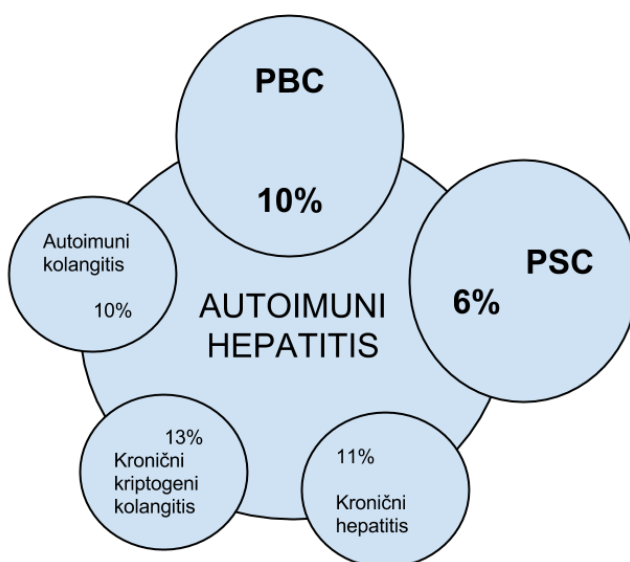 PBC
10%
PSC
6%
Autoimuni
kolangitis
10%
AUTOIMUNI
HEPATITIS
13%
Kronični
kriptogeni
kolangitis
11%
Kronični
hepatitis